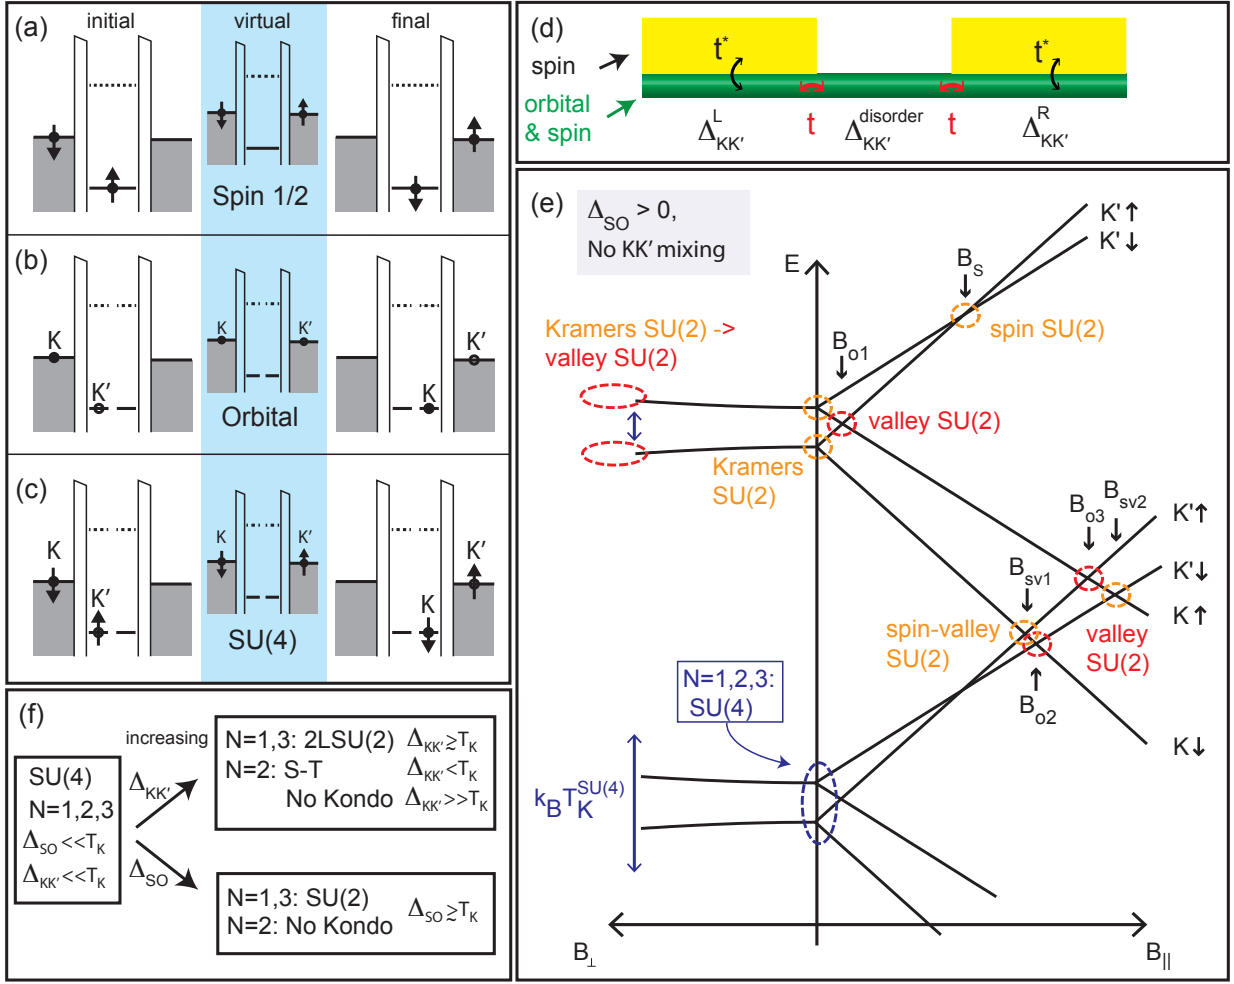 (a)
initial
virtual
final
Spin 1/2
(b)
K
K'
K
K'
K
K'
Orbital
(c)
K
K'
K
K'
K
K'
SU(4)
(d)
spin
orbital
& spin
t*
t*
Δ_KK'^L
t
Δ_KK'^disorder
t
Δ_KK'^R
(e)
Δ_SO > 0,
No KK' mixing
E
K'↑
K'↓
B_S
spin SU(2)
Kramers SU(2) ->
valley SU(2)
B_o1
valley SU(2)
Kramers
SU(2)
B_o3
B_sv2
K'↑
B_sv1
K'↓
K↑
spin-valley
SU(2)
valley
SU(2)
B_o2
K↓
N=1,2,3:
SU(4)
k_B T_K^SU(4)
B_⊥
B_||
(f)
SU(4)
N=1,2,3
Δ_SO <<T_K
Δ_KK' <<T_K
increasing
Δ_KK'
Δ_SO
N=1,3: 2LSU(2) Δ_KK' ≳T_K
N=2: S-T Δ_KK' <T_K
No Kondo Δ_KK' >>T_K
N=1,3: SU(2)
N=2: No Kondo
Δ_SO ≳T_K